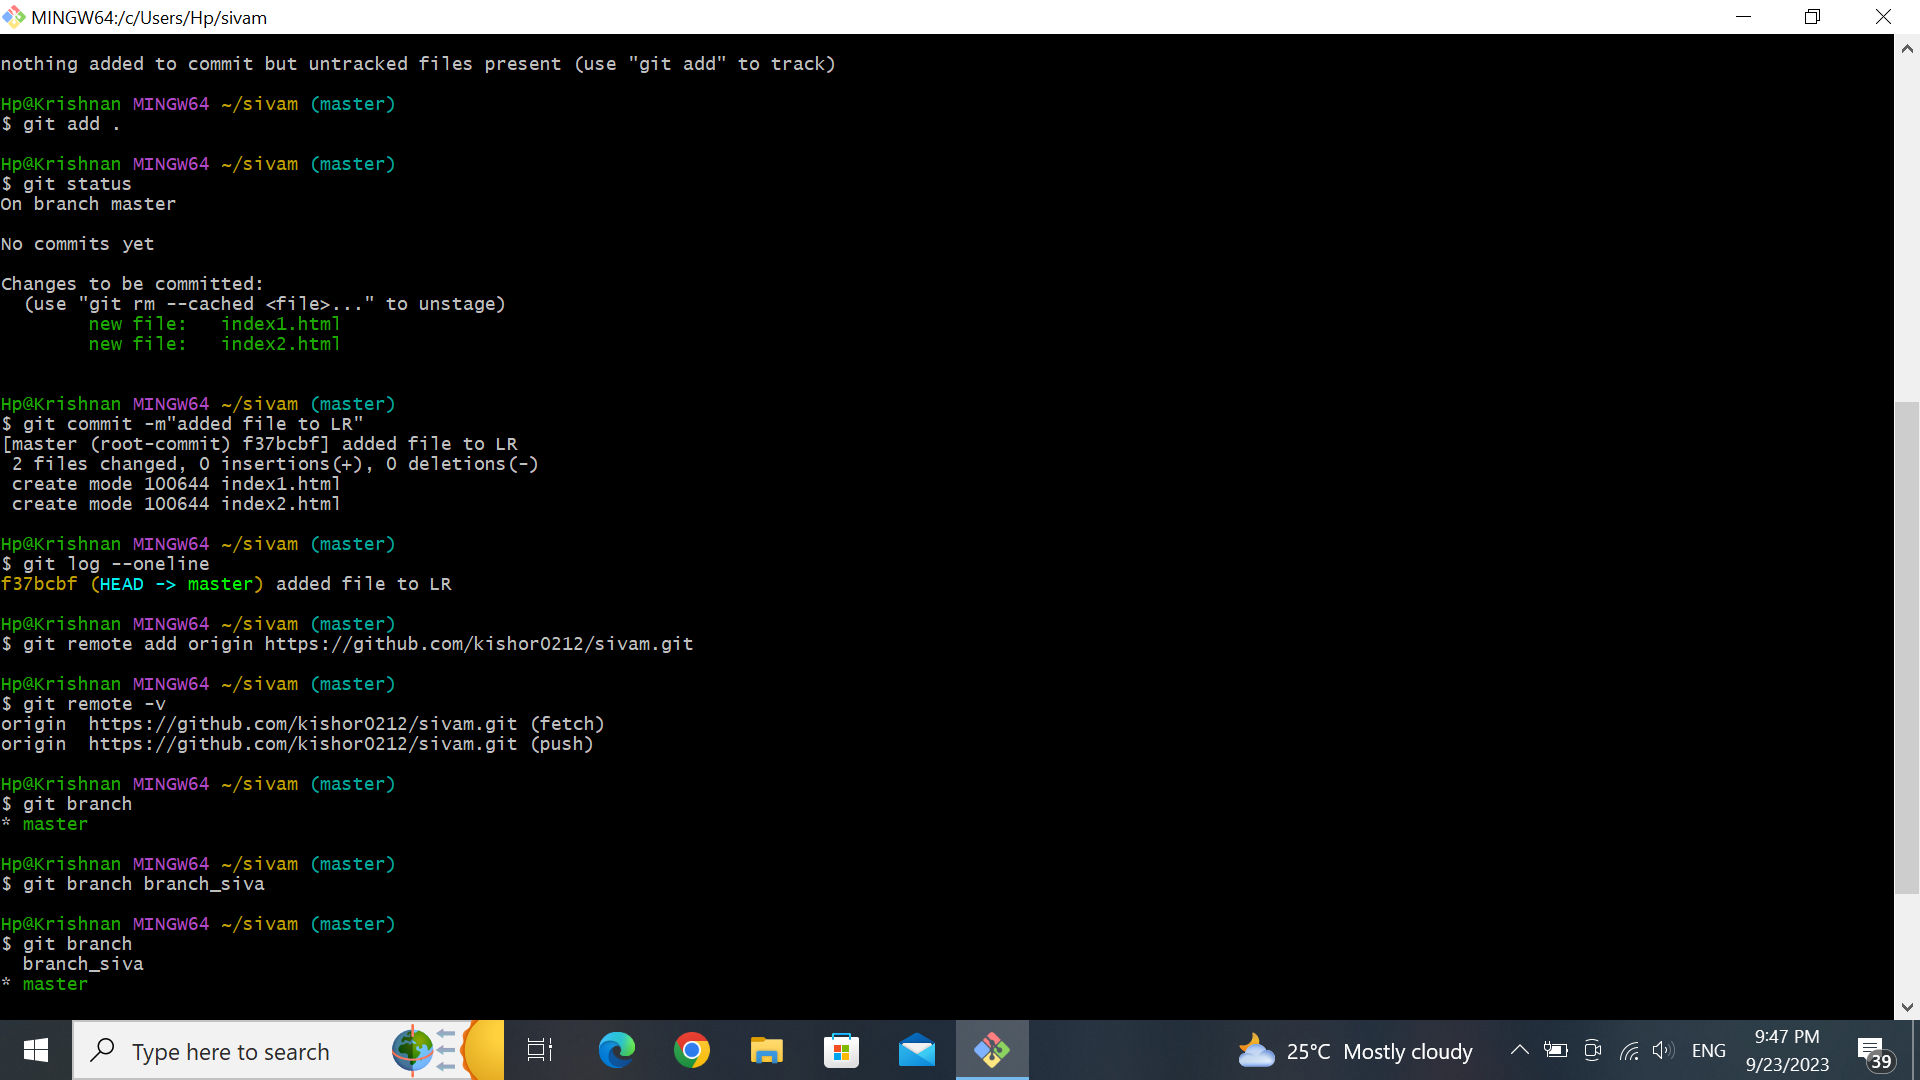 MINGW64:/c/Users/Hp/sivam
nothing added to commit but untracked files present (use "git add" to track)
Hp@Krishnan MINGW64 ~/sivam (master)
$ git add .
Hp@Krishnan MINGW64 ~/sivam (master)
$ git status
On branch master
No commits yet
Changes to be committed:
  (use "git rm --cached <file>..." to unstage)
        new file:   index1.html
        new file:   index2.html
Hp@Krishnan MINGW64 ~/sivam (master)
$ git commit -m"added file to LR"
[master (root-commit) f37bcbf] added file to LR
 2 files changed, 0 insertions(+), 0 deletions(-)
 create mode 100644 index1.html
 create mode 100644 index2.html
Hp@Krishnan MINGW64 ~/sivam (master)
$ git log --oneline
f37bcbf (HEAD -> master) added file to LR
Hp@Krishnan MINGW64 ~/sivam (master)
$ git remote add origin https://github.com/kishor0212/sivam.git
Hp@Krishnan MINGW64 ~/sivam (master)
$ git remote -v
origin  https://github.com/kishor0212/sivam.git (fetch)
origin  https://github.com/kishor0212/sivam.git (push)
Hp@Krishnan MINGW64 ~/sivam (master)
$ git branch
* master
Hp@Krishnan MINGW64 ~/sivam (master)
$ git branch branch_siva
Hp@Krishnan MINGW64 ~/sivam (master)
$ git branch
  branch_siva
* master
Type here to search
25°C Mostly cloudy
ENG
9:47 PM
9/23/2023
39